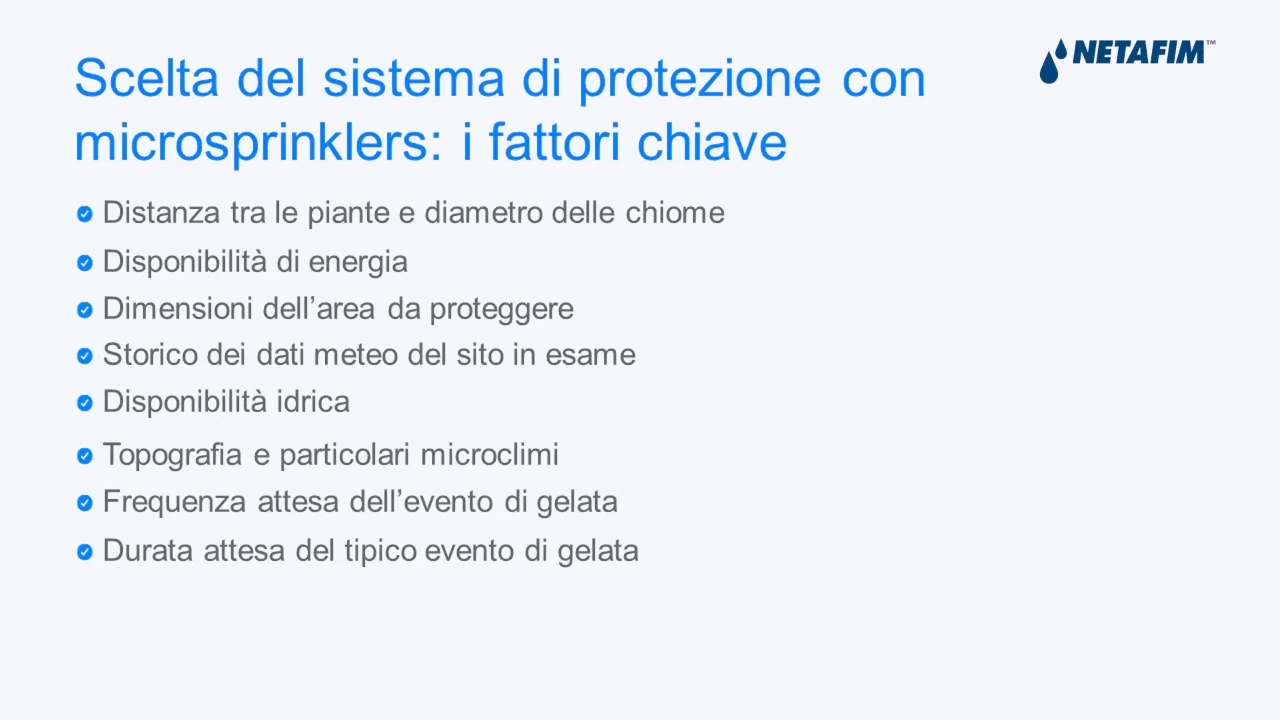 NETAFIM™
Scelta del sistema di protezione con
microsprinklers: i fattori chiave
Distanza tra le piante e diametro delle chiome
Disponibilità di energia
Dimensioni dell’area da proteggere
Storico dei dati meteo del sito in esame
Disponibilità idrica
Topografia e particolari microclimi
Frequenza attesa dell’evento di gelata
Durata attesa del tipico evento di gelata